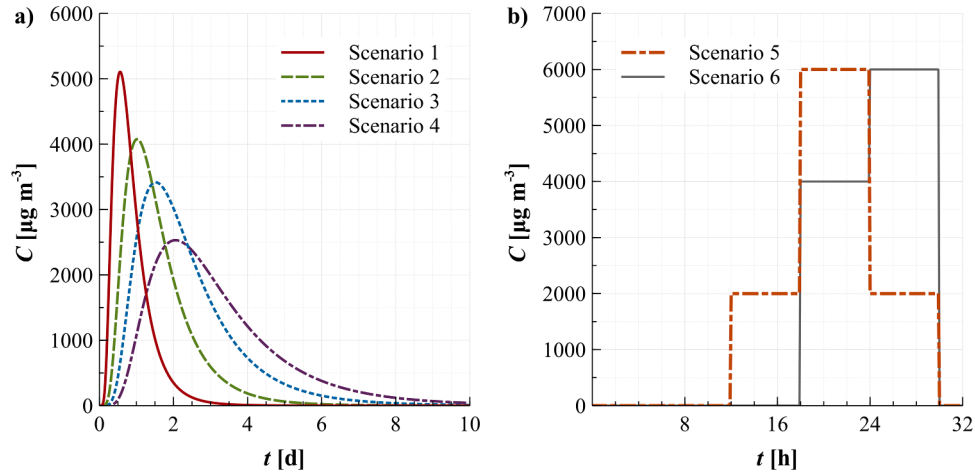 a)
6000
5000
4000
3000
2000
1000
0
C [µg m⁻³]
Scenario 1
Scenario 2
Scenario 3
Scenario 4
0 2 4 6 8 10
t [d]
b)
7000
6000
5000
4000
3000
2000
1000
0
C [µg m⁻³]
Scenario 5
Scenario 6
8 16 24 32
t [h]